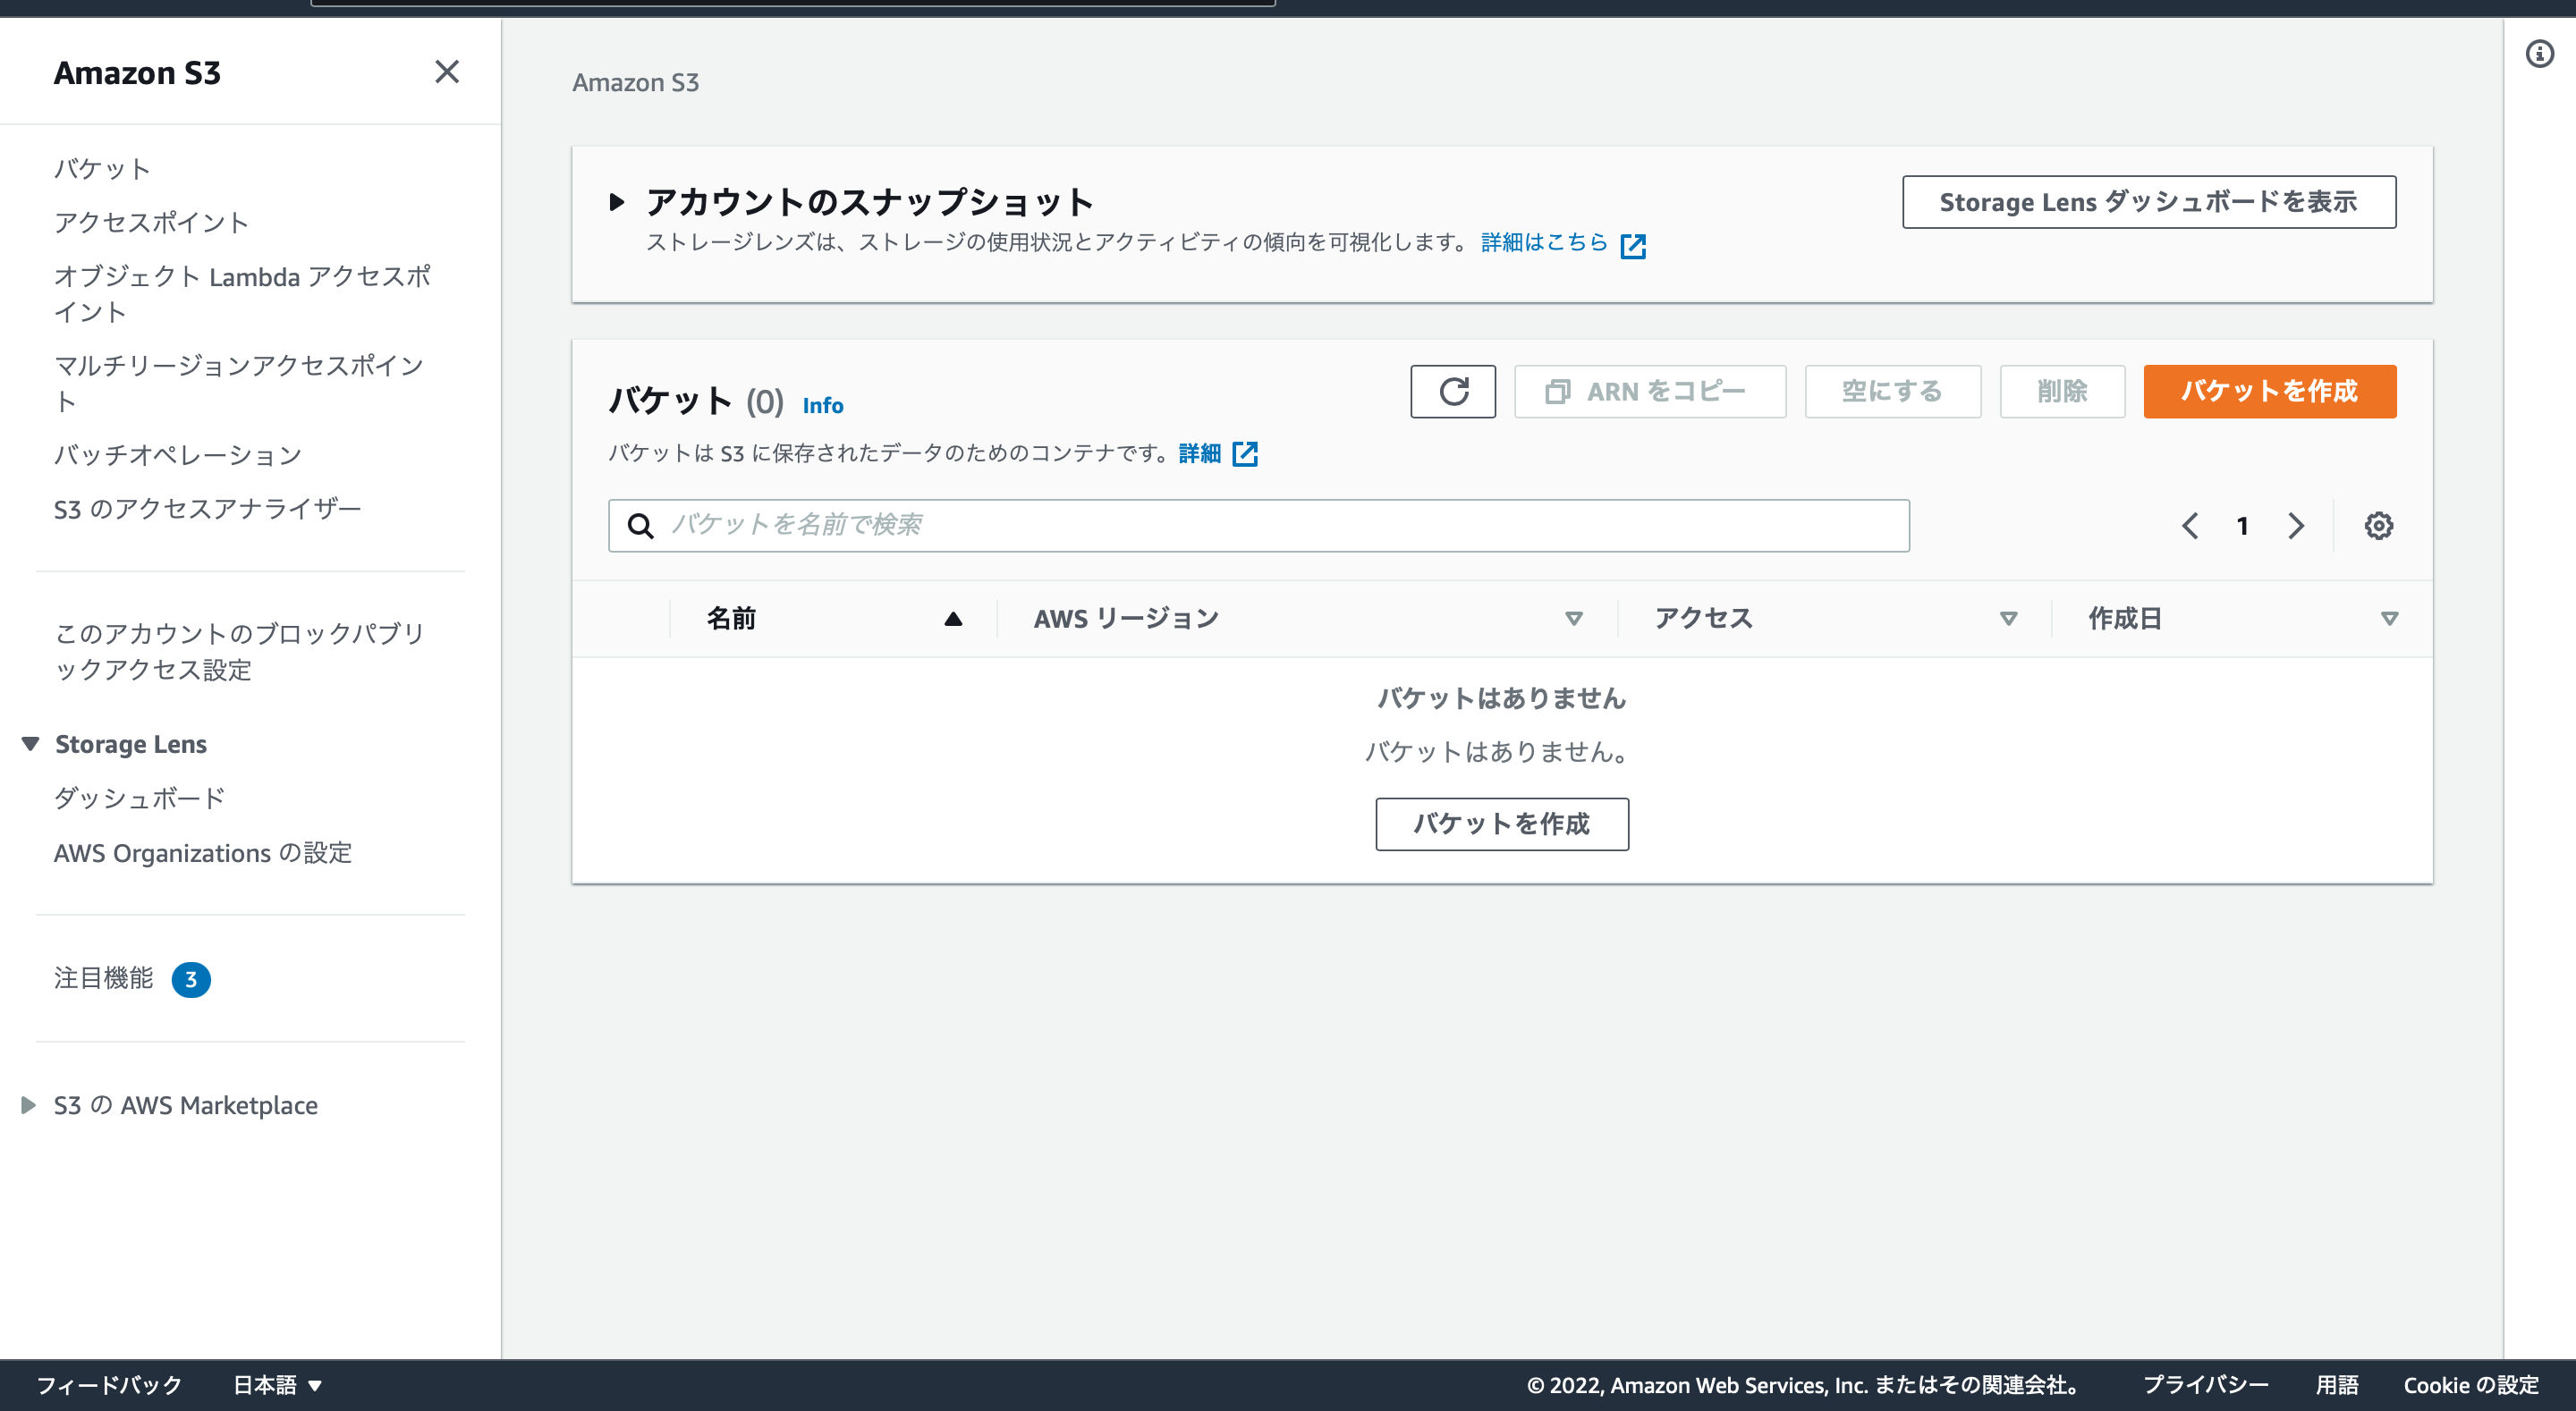 Amazon S3
バケット
アクセスポイント
オブジェクト Lambda アクセスポ
イント
マルチリージョンアクセスポイン
ト
バッチオペレーション
S3 のアクセスアナライザー
このアカウントのブロックパブリ
ックアクセス設定
Storage Lens
ダッシュボード
AWS Organizations の設定
注目機能 3
S3 の AWS Marketplace
Amazon S3
アカウントのスナップショット
Storage Lens ダッシュボードを表示
ストレージレンズは、ストレージの使用状況とアクティビティの傾向を可視化します。 詳細はこちら
バケット (0) Info
ARN をコピー
空にする
削除
バケットを作成
バケットは S3 に保存されたデータのためのコンテナです。 詳細
バケットを名前で検索
1
名前 AWS リージョン アクセス 作成日
バケットはありません
バケットはありません。
バケットを作成
フィードバック 日本語 © 2022, Amazon Web Services, Inc. またはその関連会社。 プライバシー 用語 Cookie の設定